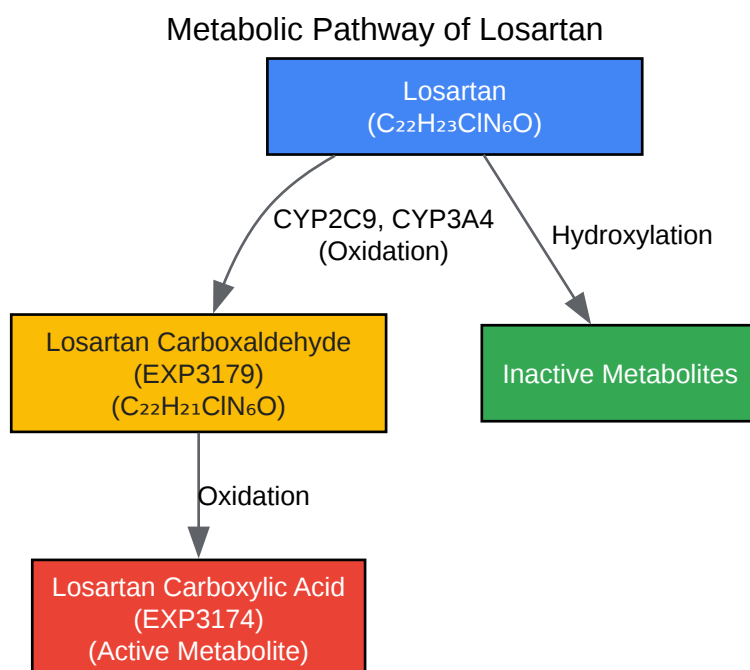 Metabolic Pathway of Losartan
Losartan
(C₂₂H₂₃ClN₆O)
CYP2C9, CYP3A4
(Oxidation)
Hydroxylation
Losartan Carboxaldehyde
(EXP3179)
(C₂₂H₂₁ClN₆O)
Inactive Metabolites
Oxidation
Losartan Carboxylic Acid
(EXP3174)
(Active Metabolite)